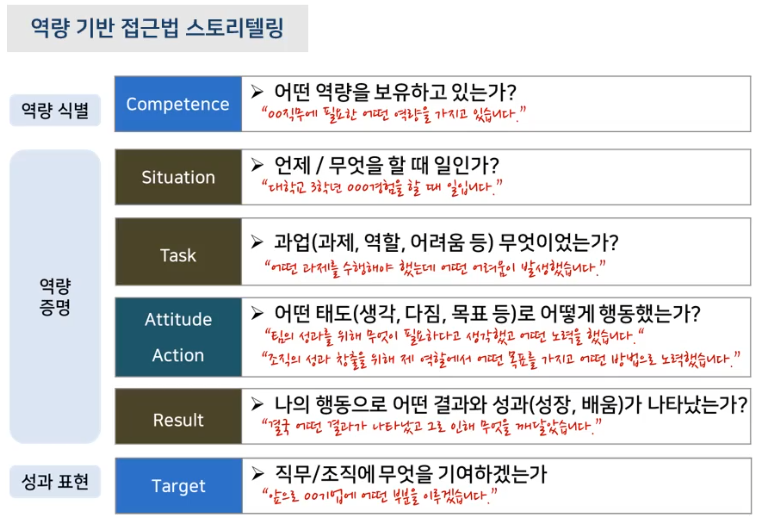 역량 기반 접근법 스토리텔링
역량 식별
Competence
➢ 어떤 역량을 보유하고 있는가?
"00직무에 필요한 어떤 역량을 가지고 있습니다."
역량
증명
Situation
➢ 언제 / 무엇을 할 때 일인가?
"대학교 3학년 000경험을 할 때 일입니다."
Task
➢ 과업(과제, 역할, 어려움 등) 무엇이었는가?
"어떤 과제를 수행해야 했는데 어떤 어려움이 발생했습니다."
Attitude
Action
➢ 어떤 태도(생각, 다짐, 목표 등)로 어떻게 행동했는가?
"팀의 성과를 위해 무엇이 필요하다고 생각했고 어떤 노력을 했습니다."
"조직의 성과 창출을 위해 제 역할에서 어떤 목표를 가지고 어떤 방법으로 노력했습니다."
Result
➢ 나의 행동으로 어떤 결과와 성과(성장, 배움)가 나타났는가?
"결국 어떤 결과가 나타났고 그로 인해 무엇을 깨달았습니다."
성과 표현
Target
➢ 직무/조직에 무엇을 기여하겠는가
"앞으로 00기업에 어떤 부분을 이루겠습니다."